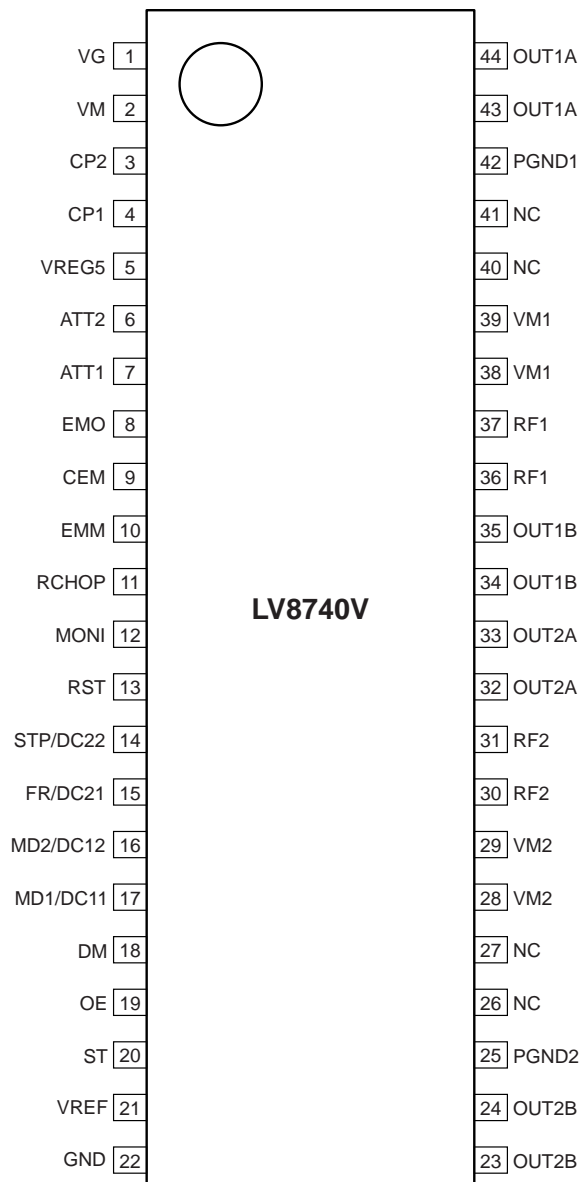 VG 1 44 OUT1A
VM 2 43 OUT1A
CP2 3 42 PGND1
CP1 4 41 NC
VREG5 5 40 NC
ATT2 6 39 VM1
ATT1 7 38 VM1
EMO 8 37 RF1
CEM 9 36 RF1
EMM 10 35 OUT1B
RCHOP 11 34 OUT1B
LV8740V
MONI 12 33 OUT2A
RST 13 32 OUT2A
STP/DC22 14 31 RF2
FR/DC21 15 30 RF2
MD2/DC12 16 29 VM2
MD1/DC11 17 28 VM2
DM 18 27 NC
OE 19 26 NC
ST 20 25 PGND2
VREF 21 24 OUT2B
GND 22 23 OUT2B